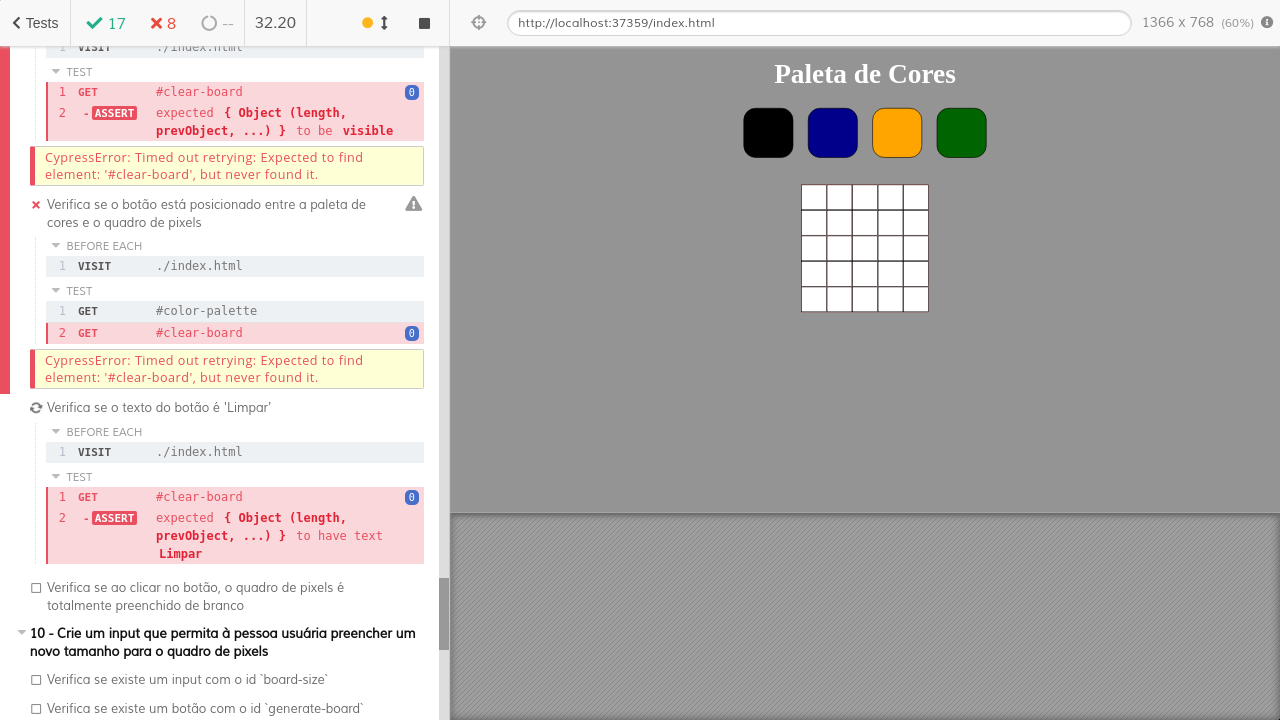 Tests 17 8 -- 32.20
http://localhost:37359/index.html 1366 x 768 (60%)
1 VISIT ./index.html
TEST
1 GET #clear-board 0
2 -ASSERT expected { Object (length,
prevObject, ...) } to be visible
CypressError: Timed out retrying: Expected to find
element: '#clear-board', but never found it.
Verifica se o botão está posicionado entre a paleta de
cores e o quadro de pixels
BEFORE EACH
1 VISIT ./index.html
TEST
1 GET #color-palette
2 GET #clear-board 0
CypressError: Timed out retrying: Expected to find
element: '#clear-board', but never found it.
Verifica se o texto do botão é 'Limpar'
BEFORE EACH
1 VISIT ./index.html
TEST
1 GET #clear-board 0
2 -ASSERT expected { Object (length,
prevObject, ...) } to have text
Limpar
Verifica se ao clicar no botão, o quadro de pixels é
totalmente preenchido de branco
10 - Crie um input que permita à pessoa usuária preencher um
novo tamanho para o quadro de pixels
Verifica se existe um input com o id `board-size`
Verifica se existe um botão com o id `generate-board`
Paleta de Cores